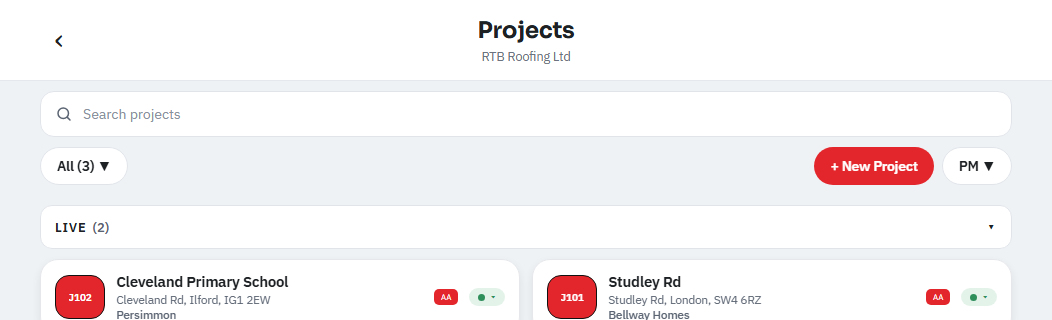 Projects
RTB Roofing Ltd
Search projects
All (3) ▼
+ New Project
PM ▼
LIVE (2)
J102
Cleveland Primary School
Cleveland Rd, Ilford, IG1 2EW
Persimmon
AA
J101
Studley Rd
Studley Rd, London, SW4 6RZ
Bellway Homes
AA